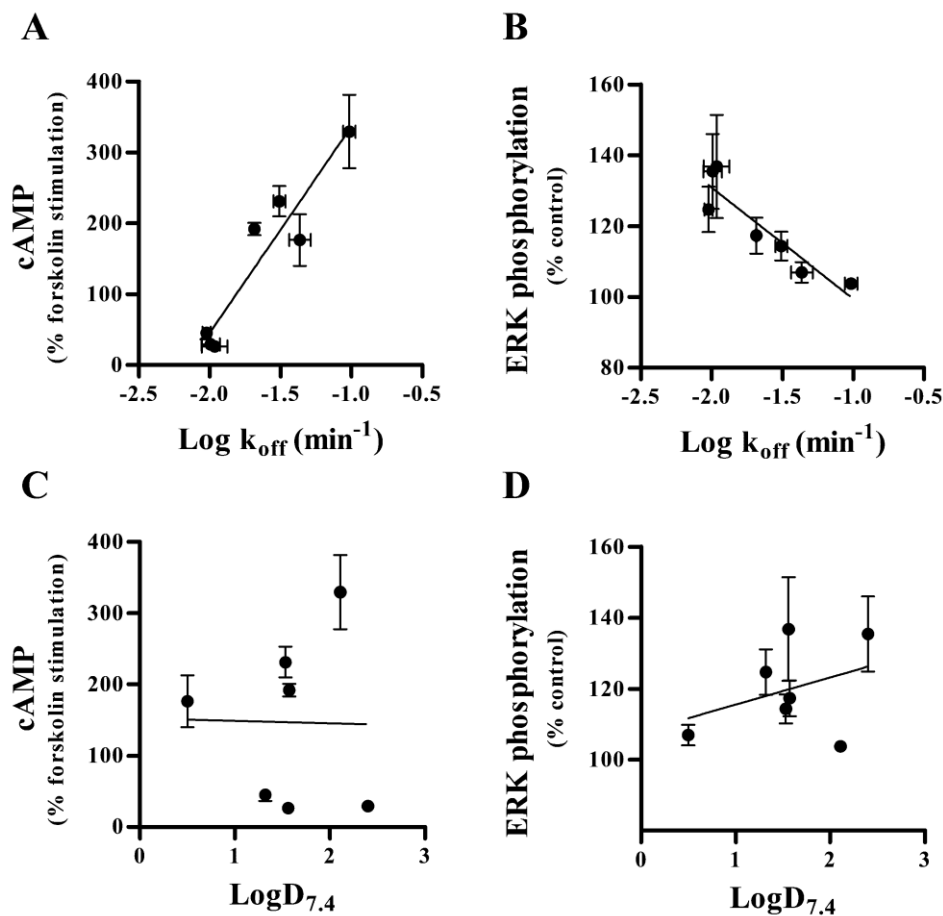 A
cAMP
(% forskolin stimulation)
400
300
200
100
0
-2.5 -2.0 -1.5 -1.0 -0.5
Log k_off (min⁻¹)
B
ERK phosphorylation
(% control)
160
140
120
100
80
-2.5 -2.0 -1.5 -1.0 -0.5
Log k_off (min⁻¹)
C
cAMP
(% forskolin stimulation)
400
300
200
100
0
0 1 2 3
LogD₇.₄
D
ERK phosphorylation
(% control)
160
140
120
100
0 1 2 3
LogD₇.₄